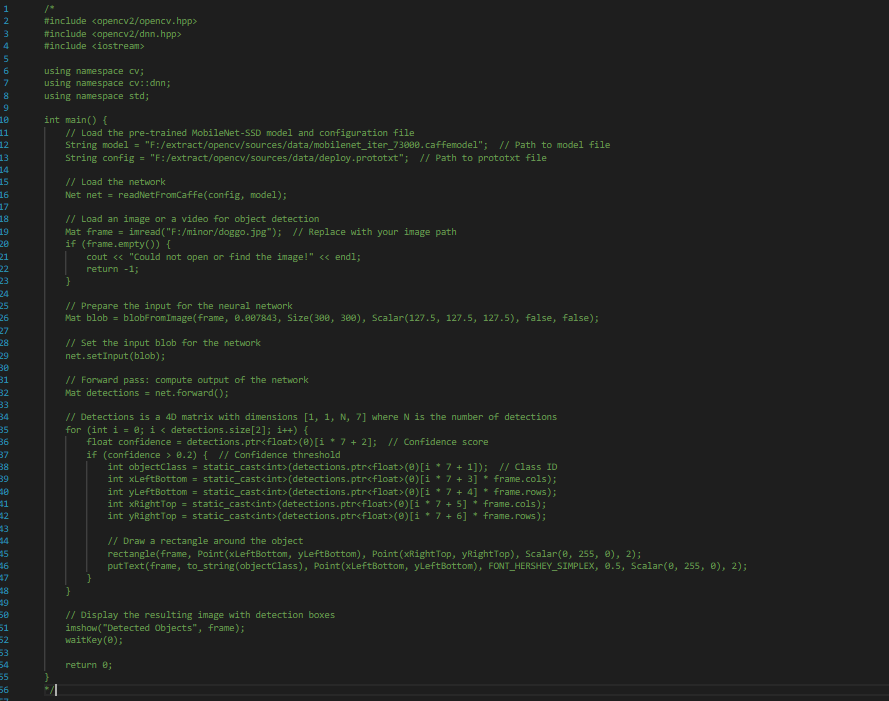 1 /*
2 #include <opencv2/opencv.hpp>
3 #include <opencv2/dnn.hpp>
4 #include <iostream>
5
6 using namespace cv;
7 using namespace cv::dnn;
8 using namespace std;
9
10 int main() {
11     // Load the pre-trained MobileNet-SSD model and configuration file
12     String model = "F:/extract/opencv/sources/data/mobilenet_iter_73000.caffemodel";  // Path to model file
13     String config = "F:/extract/opencv/sources/data/deploy.prototxt";  // Path to prototxt file
14
15     // Load the network
16     Net net = readNetFromCaffe(config, model);
17
18     // Load an image or a video for object detection
19     Mat frame = imread("F:/minor/doggo.jpg");  // Replace with your image path
20     if (frame.empty()) {
21         cout << "Could not open or find the image!" << endl;
22         return -1;
23     }
24
25     // Prepare the input for the neural network
26     Mat blob = blobFromImage(frame, 0.007843, Size(300, 300), Scalar(127.5, 127.5, 127.5), false, false);
27
28     // Set the input blob for the network
29     net.setInput(blob);
30
31     // Forward pass: compute output of the network
32     Mat detections = net.forward();
33
34     // Detections is a 4D matrix with dimensions [1, 1, N, 7] where N is the number of detections
35     for (int i = 0; i < detections.size[2]; i++) {
36         float confidence = detections.ptr<float>(0)[i * 7 + 2];  // Confidence score
37         if (confidence > 0.2) {  // Confidence threshold
38             int objectClass = static_cast<int>(detections.ptr<float>(0)[i * 7 + 1]);  // Class ID
39             int xLeftBottom = static_cast<int>(detections.ptr<float>(0)[i * 7 + 3] * frame.cols);
40             int yLeftBottom = static_cast<int>(detections.ptr<float>(0)[i * 7 + 4] * frame.rows);
41             int xRightTop = static_cast<int>(detections.ptr<float>(0)[i * 7 + 5] * frame.cols);
42             int yRightTop = static_cast<int>(detections.ptr<float>(0)[i * 7 + 6] * frame.rows);
43
44             // Draw a rectangle around the object
45             rectangle(frame, Point(xLeftBottom, yLeftBottom), Point(xRightTop, yRightTop), Scalar(0, 255, 0), 2);
46             putText(frame, to_string(objectClass), Point(xLeftBottom, yLeftBottom), FONT_HERSHEY_SIMPLEX, 0.5, Scalar(0, 255, 0), 2);
47         }
48     }
49
50     // Display the resulting image with detection boxes
51     imshow("Detected Objects", frame);
52     waitKey(0);
53
54     return 0;
55 }
56 */